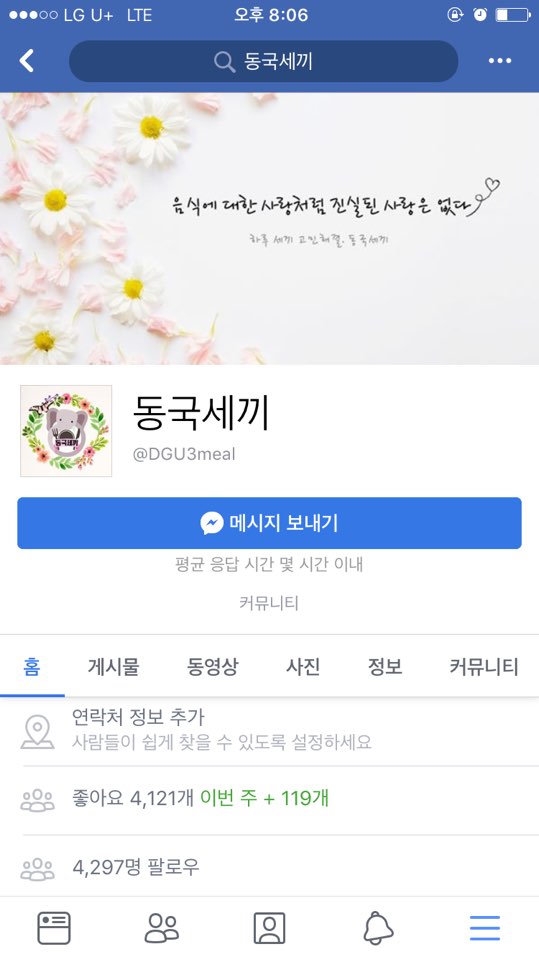 LG U+ LTE 오후 8:06
동국세끼
음식에 대한 사랑처럼 진실된 사랑은 없다
하루 세끼 고민해결. 동국세끼
동국세끼
동국세끼
@DGU3meal
메시지 보내기
평균 응답 시간 몇 시간 이내
커뮤니티
홈 게시물 동영상 사진 정보 커뮤니티
연락처 정보 추가
사람들이 쉽게 찾을 수 있도록 설정하세요
좋아요 4,121개 이번 주 + 119개
4,297명 팔로우